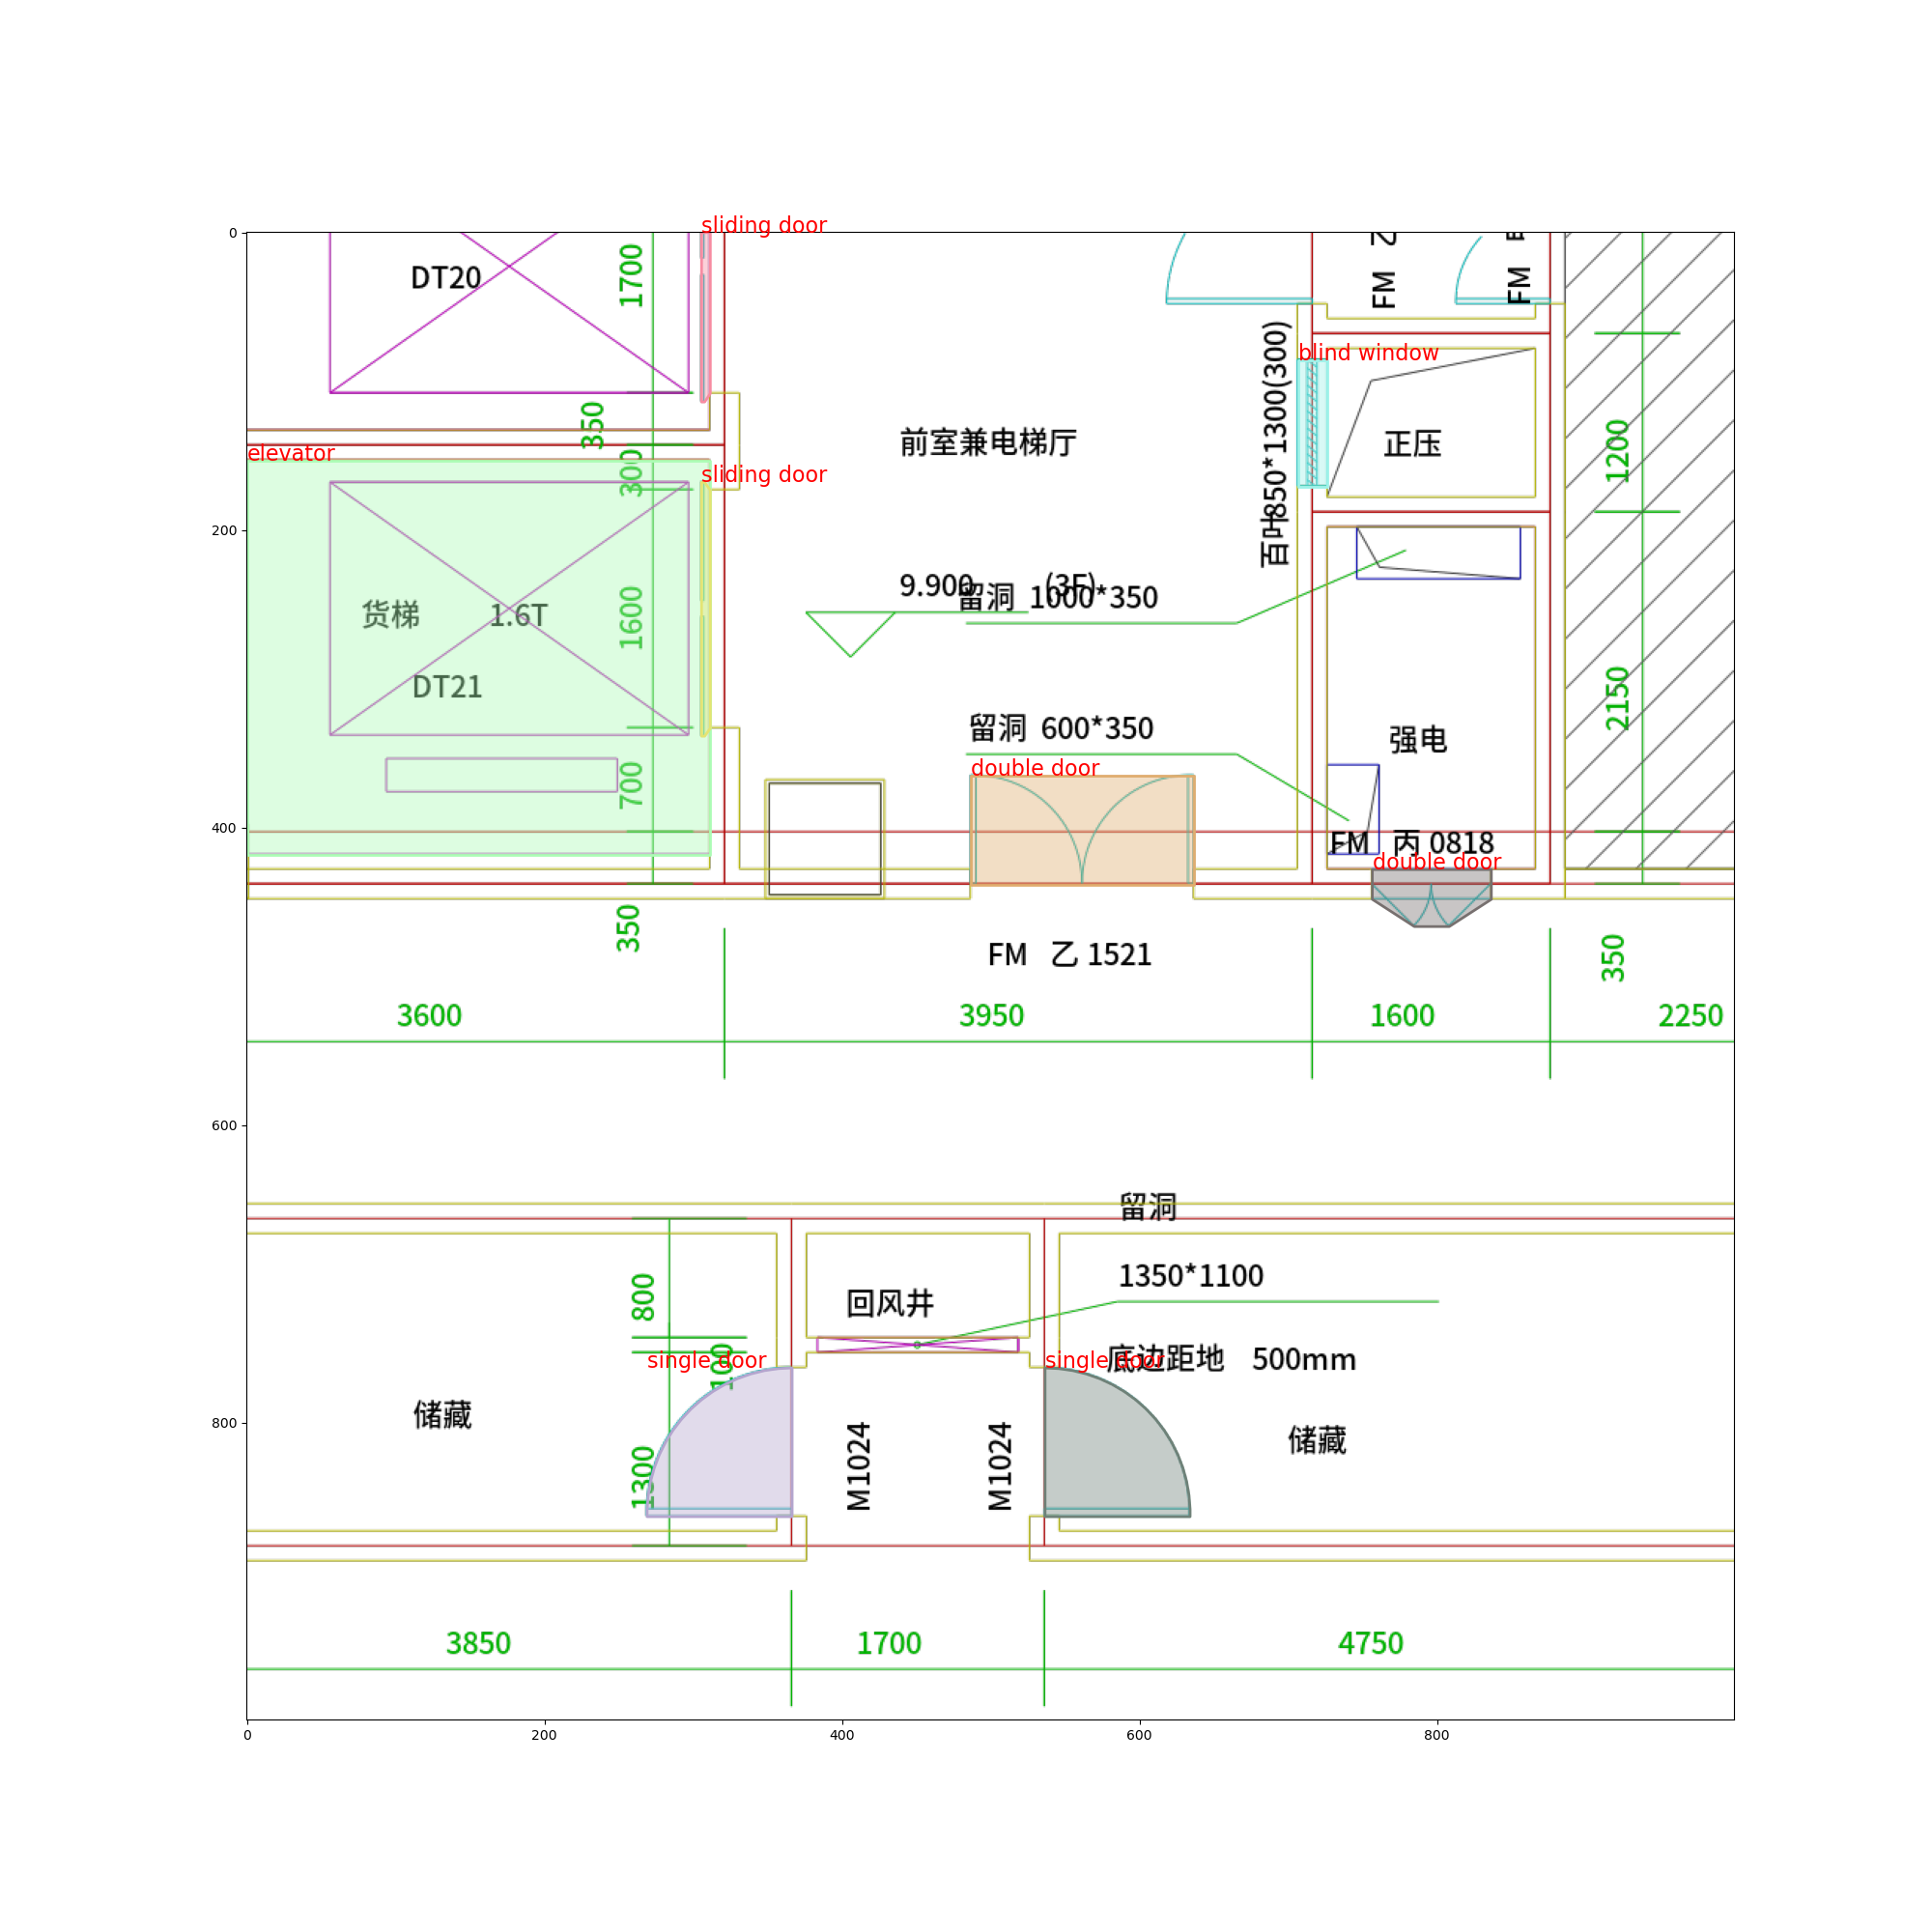 sliding door
0
DT20
1700
FM 乙
FM
350
850*1300(300)
百叶
blind window
前室兼电梯厅
正压
1200
elevator
300
sliding door
200
货梯 1.6T
1600
9.900 (3F)
留洞 1000*350
DT21
2150
留洞 600*350
强电
double door
700
400
FM 丙 0818
double door
350
FM 乙 1521
350
3600
3950
1600
2250
600
留洞
800
回风井
1350*1100
single door
100
single door
底边距地 500mm
储藏
800
1300
M1024
M1024
储藏
3850
1700
4750
0
200
400
600
800